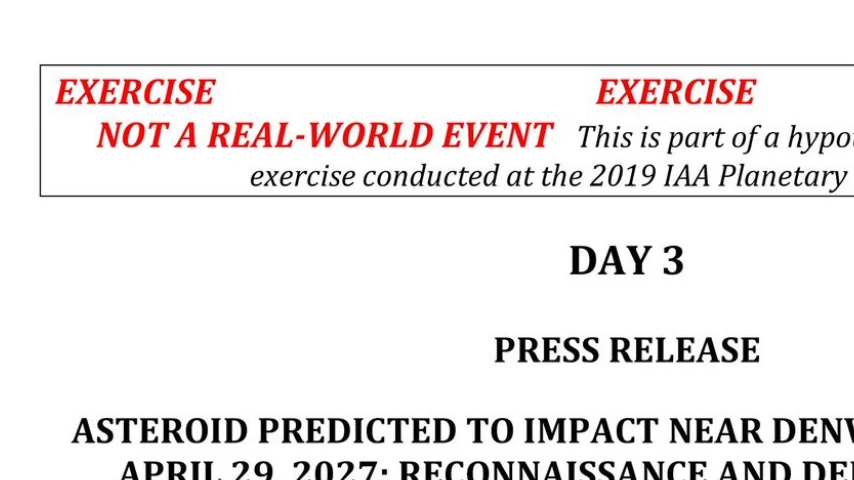 EXERCISE EXERCISE
NOT A REAL-WORLD EVENT This is part of a
exercise conducted at the 2019 IAA Planetary
DAY 3
PRESS RELEASE
ASTEROID PREDICTED TO IMPACT NEAR
APRIL 29, 2027: RECONNAISSANCE AND